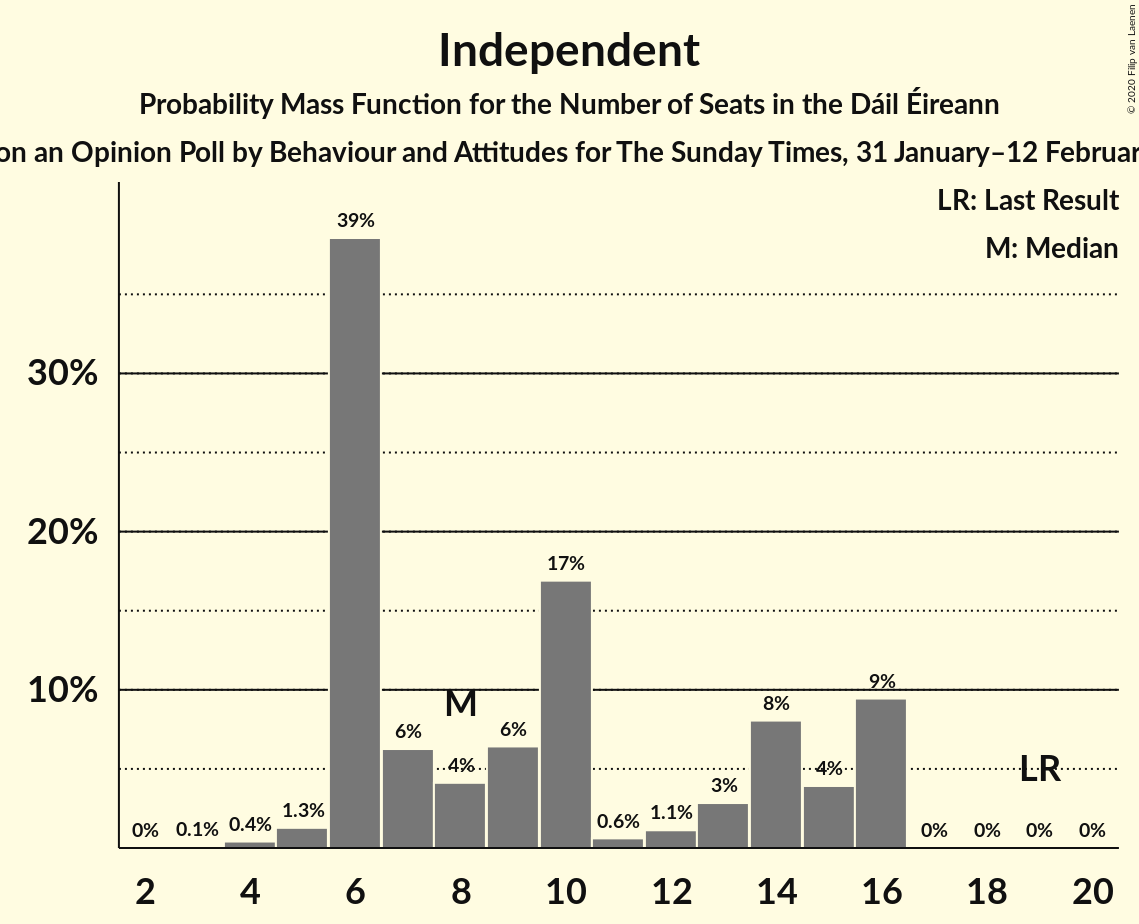 Independent
Probability Mass Function for the Number of Seats in the Dáil Éireann
on an Opinion Poll by Behaviour and Attitudes for The Sunday Times, 31 January–12 Februar
© 2020 Filip van Laenen
LR: Last Result
M: Median
39%
30%
20%
17%
10%
9%
M
8%
6%
6%
LR
4%
4%
3%
1.3%
1.1%
0.6%
0.4%
0.1%
0%
0%
0%
0%
0%
2 4 6 8 10 12 14 16 18 20